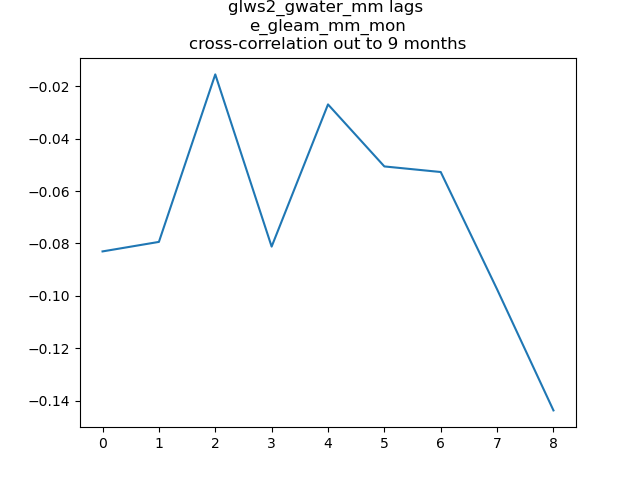 glws2_gwater_mm lags
e_gleam_mm_mon
cross-correlation out to 9 months
−0.02
−0.04
−0.06
−0.08
−0.10
−0.12
−0.14
0 1 2 3 4 5 6 7 8